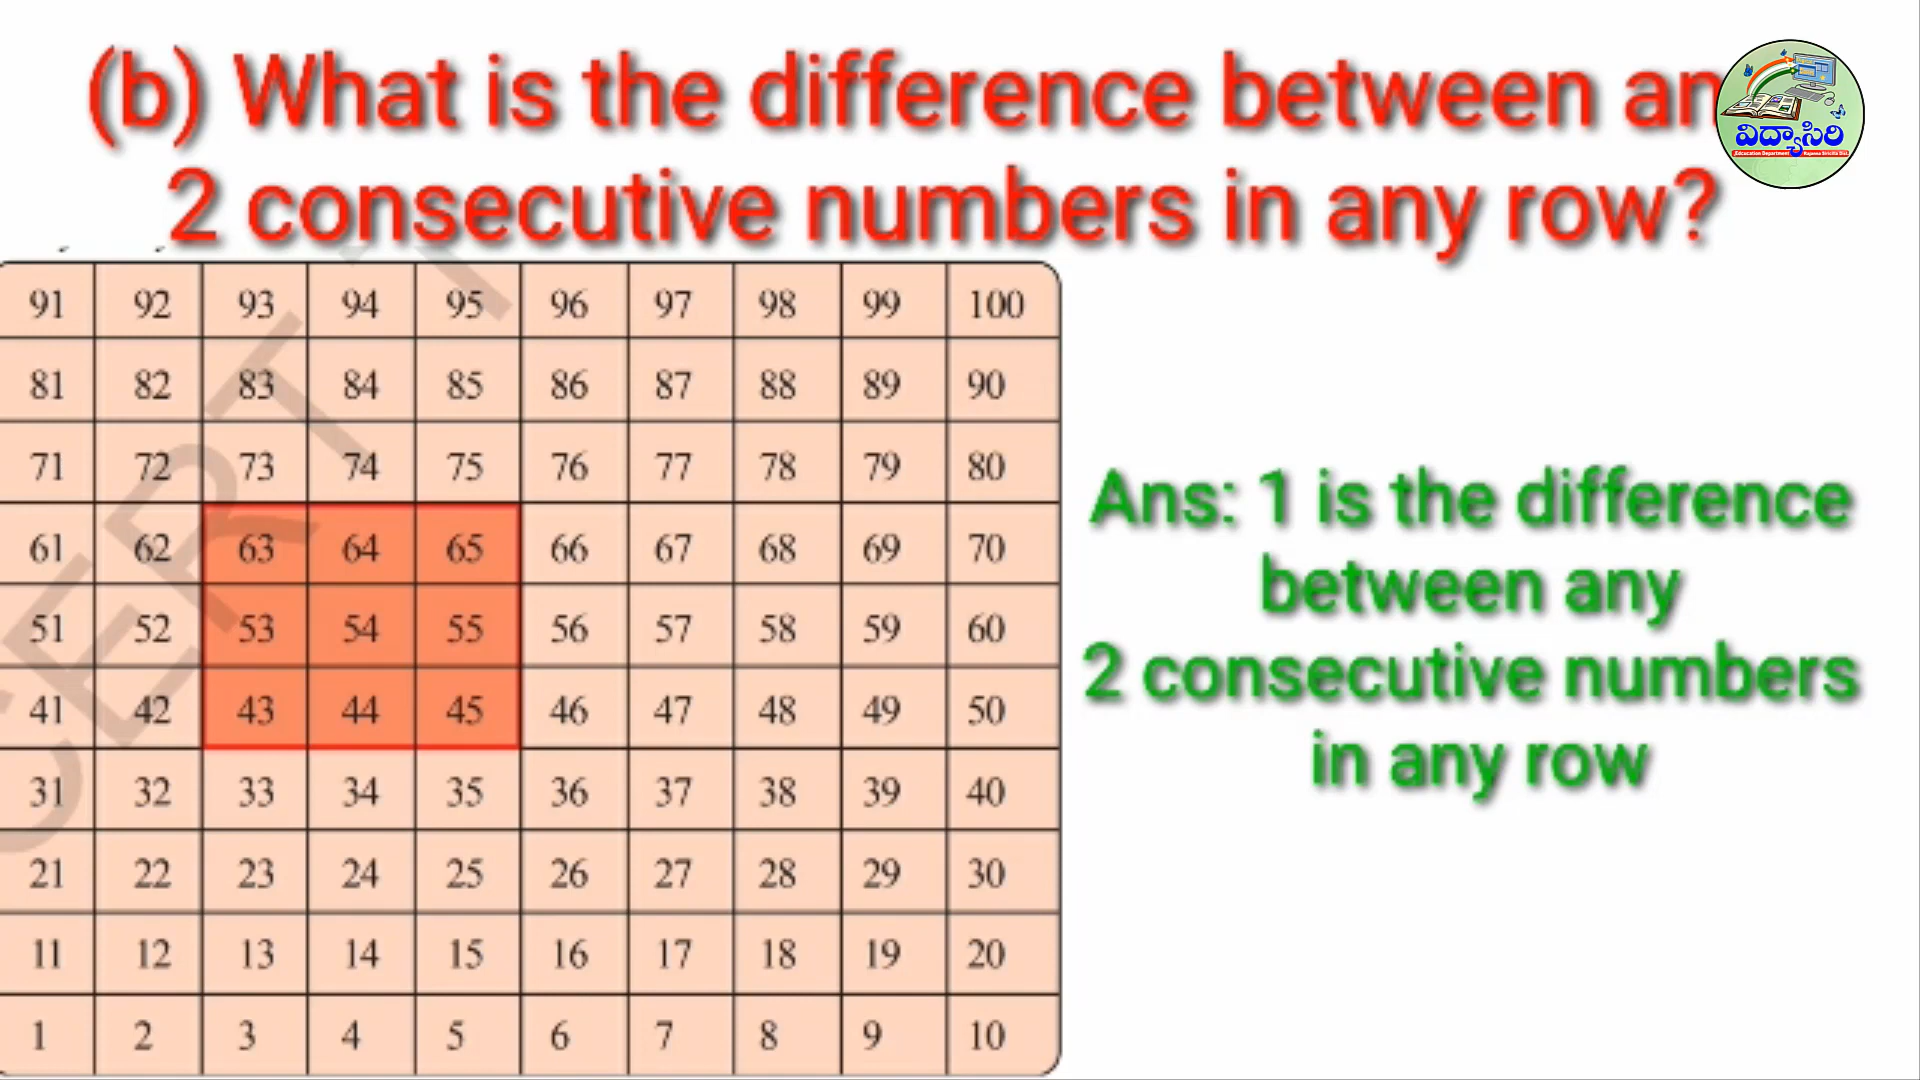 (b) What is the difference between an
2 consecutive numbers in any row?
విద్యాసిరి
91 92 93 94 95 96 97 98 99 100
81 82 83 84 85 86 87 88 89 90
71 72 73 74 75 76 77 78 79 80
61 62 63 64 65 66 67 68 69 70
51 52 53 54 55 56 57 58 59 60
41 42 43 44 45 46 47 48 49 50
31 32 33 34 35 36 37 38 39 40
21 22 23 24 25 26 27 28 29 30
11 12 13 14 15 16 17 18 19 20
1 2 3 4 5 6 7 8 9 10
Ans: 1 is the difference
between any
2 consecutive numbers
in any row
CERT